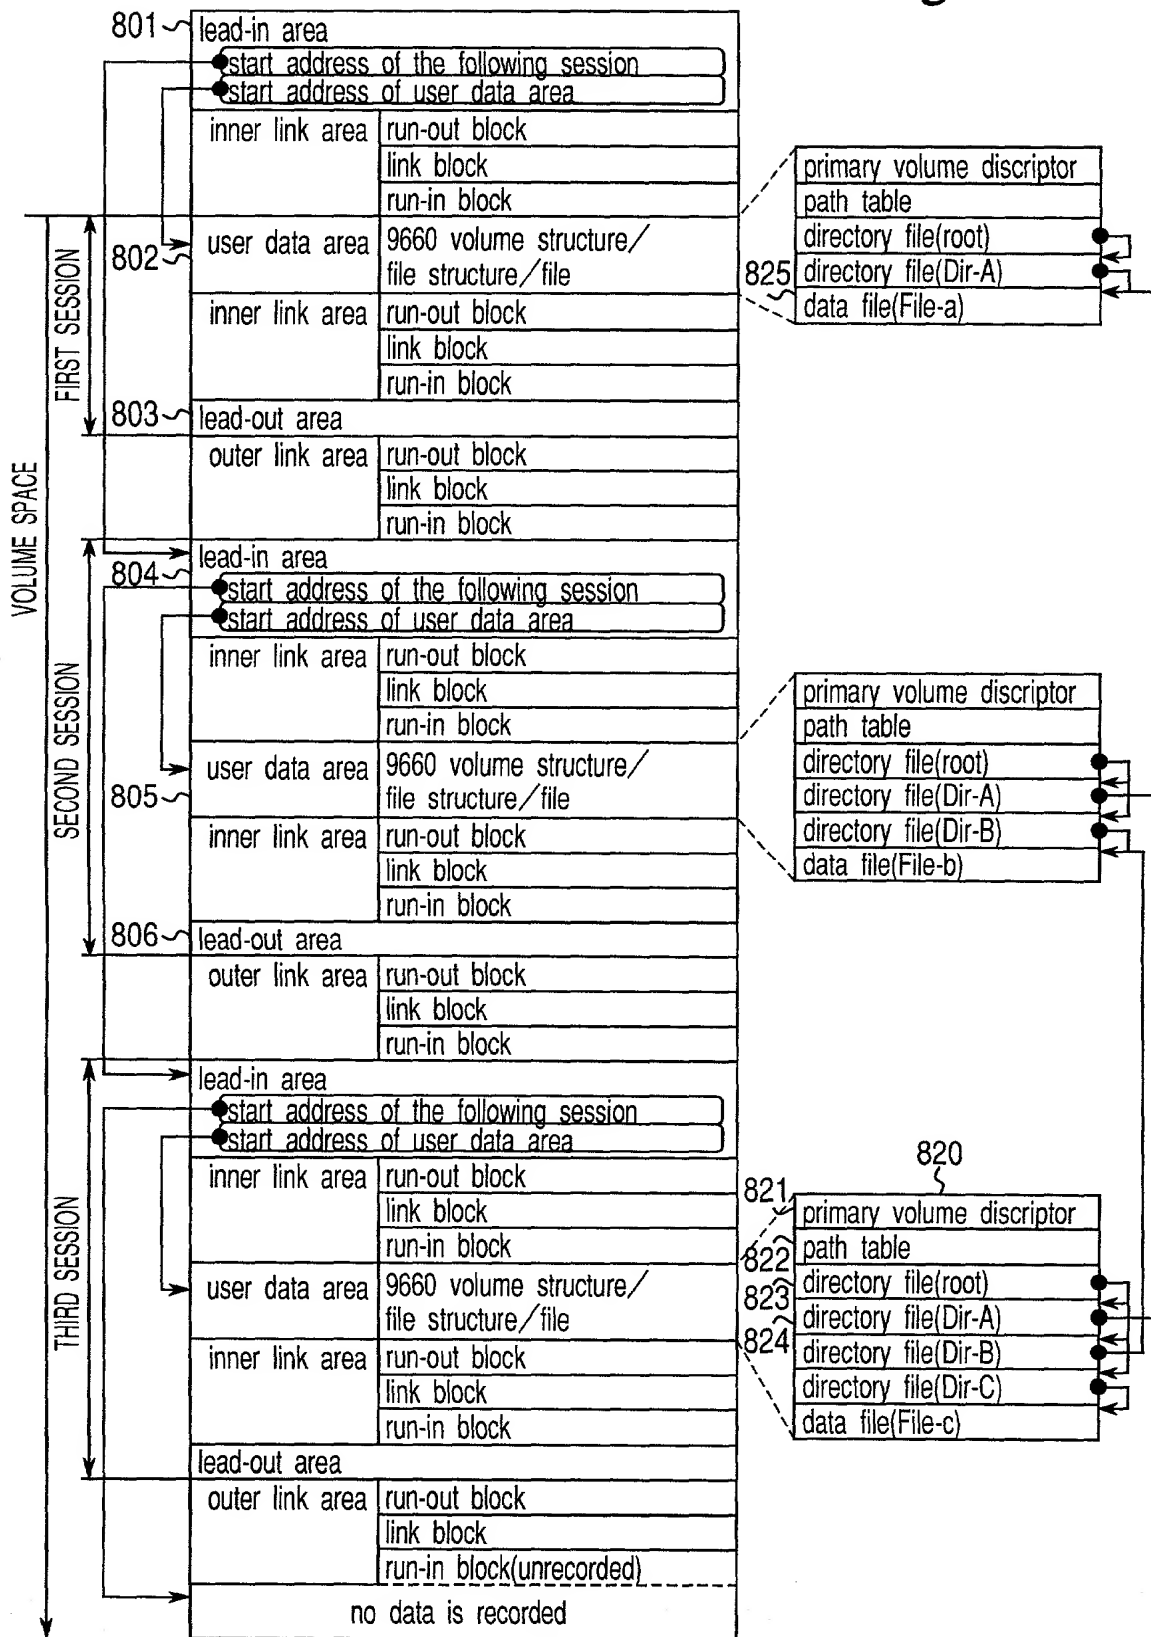 g
801
lead-in area
start address of the following session
start address of user data area
inner link area
run-out block
link block
run-in block
802
user data area
9660 volume structure/
file structure/file
inner link area
run-out block
link block
run-in block
803
lead-out area
outer link area
run-out block
link block
run-in block
804
lead-in area
start address of the following session
start address of user data area
inner link area
run-out block
link block
run-in block
805
user data area
9660 volume structure/
file structure/file
inner link area
run-out block
link block
run-in block
806
lead-out area
outer link area
run-out block
link block
run-in block
lead-in area
start address of the following session
start address of user data area
inner link area
run-out block
link block
run-in block
user data area
9660 volume structure/
file structure/file
inner link area
run-out block
link block
run-in block
lead-out area
outer link area
run-out block
link block
run-in block(unrecorded)
no data is recorded
VOLUME SPACE
FIRST SESSION
SECOND SESSION
THIRD SESSION
primary volume discriptor
path table
directory file(root)
825
directory file(Dir-A)
data file(File-a)
primary volume discriptor
path table
directory file(root)
directory file(Dir-A)
directory file(Dir-B)
data file(File-b)
820
821
primary volume discriptor
822
path table
823
directory file(root)
824
directory file(Dir-A)
directory file(Dir-B)
directory file(Dir-C)
data file(File-c)